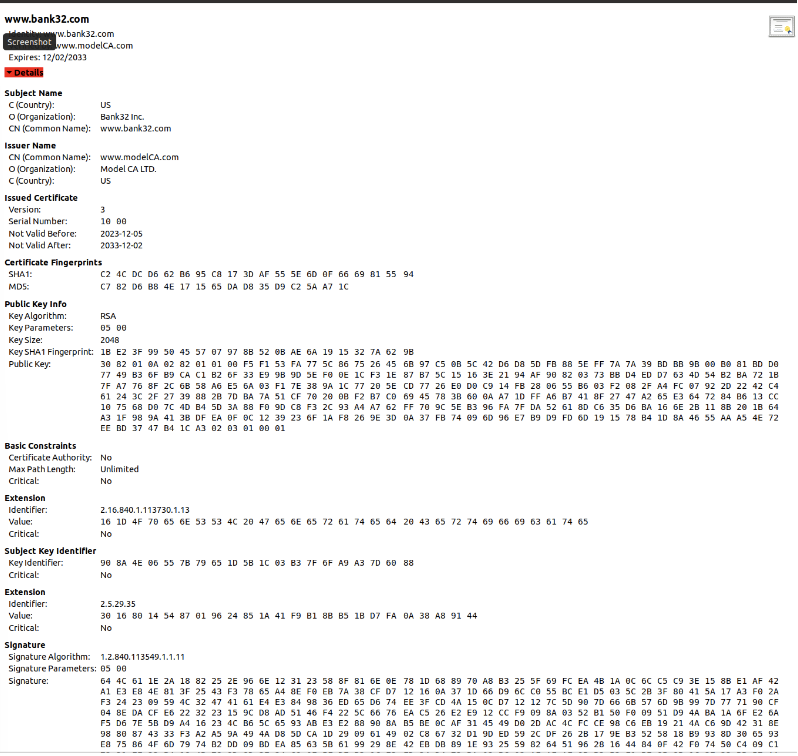 www.bank32.com
Identity: www.bank32.com
www.modelCA.com
Screenshot
Expires: 12/02/2033
Details
Subject Name
C (Country): US
O (Organization): Bank32 Inc.
CN (Common Name): www.bank32.com
Issuer Name
CN (Common Name): www.modelCA.com
O (Organization): Model CA LTD.
C (Country): US
Issued Certificate
Version: 3
Serial Number: 10 00
Not Valid Before: 2023-12-05
Not Valid After: 2033-12-02
Certificate Fingerprints
SHA1: C2 4C DC D6 62 B6 95 C8 17 3D AF 55 5E 6D 0F 66 69 81 55 94
MD5: C7 82 D6 B8 4E 17 15 65 DA D8 35 D9 C2 5A A7 1C
Public Key Info
Key Algorithm: RSA
Key Parameters: 05 00
Key Size: 2048
Key SHA1 Fingerprint: 1B E2 3F 99 50 45 57 07 97 8B 52 0B AE 6A 19 15 32 7A 62 9B
Public Key: 30 82 01 0A 02 82 01 01 00 F5 F1 53 FA 77 5C 86 75 26 45 6B 97 C5 0B 5C 42 D6 D8 5D FB 88 5E FF 7A 7A 39 BD BB 9B 00 B0 81 BD D0
77 49 B3 6F B9 CA C1 B2 6F 33 E9 9B 9D 5E F0 0E 1C F3 1E 87 B7 5C 15 16 3E 21 94 AF 90 82 03 73 BB D4 ED D7 63 4D 54 B2 BA 72 1B
7F A7 76 8F 2C 6B 58 A6 E5 6A 03 F1 7E 38 9A 1C 77 20 5E CD 77 26 E0 D0 C9 14 FB 28 06 55 B6 03 F2 08 2F A4 FC 07 92 2D 22 42 C4
61 24 3C 2F 27 39 88 2B 7D BA 7A 51 CF 70 20 0B F2 B7 C0 69 45 78 3B 60 0A A7 1D FF A6 B7 41 8F 27 47 A2 65 E3 64 72 84 B6 13 CC
10 75 68 D0 7C 4D B4 5D 3A 88 F0 9D C8 F3 2C 93 A4 A7 62 FF 70 9C 5E B3 96 FA 7F DA 52 61 8D C6 35 D6 BA 16 6E 2B 11 8B 20 1B 64
A3 1F 98 9A 41 3B DF EA 0F 0C 12 39 23 6F 1A F8 26 9E 3D 0A 37 FB 74 09 6D 96 E7 B9 D9 FD 6D 19 15 78 B4 1D 8A 46 55 AA A5 4E 72
EE BD 37 47 B4 1C A3 02 03 01 00 01
Basic Constraints
Certificate Authority: No
Max Path Length: Unlimited
Critical: No
Extension
Identifier: 2.16.840.1.113730.1.13
Value: 16 1D 4F 70 65 6E 53 53 4C 20 47 65 6E 65 72 61 74 65 64 20 43 65 72 74 69 66 69 63 61 74 65
Critical: No
Subject Key Identifier
Key Identifier: 90 8A 4E 06 55 7B 79 65 1D 5B 1C 03 B3 7F 6F A9 A3 7D 60 88
Critical: No
Extension
Identifier: 2.5.29.35
Value: 30 16 80 14 54 87 01 96 24 85 1A 41 F9 B1 8B B5 1B D7 FA 0A 38 A8 91 44
Critical: No
Signature
Signature Algorithm: 1.2.840.113549.1.1.11
Signature Parameters: 05 00
Signature: 64 4C 61 1E 2A 18 82 25 2E 96 6E 12 31 23 58 8F 81 6E 0E 78 1D 68 89 70 A8 B3 25 5F 69 FC EA 4B 1A 0C 6C C5 C9 3E 15 8B E1 AF 42
A1 E3 E8 4E 81 3F 25 43 F3 78 65 A4 8E F0 EB 7A 38 CF D7 12 16 0A 37 1D 66 D9 6C C0 55 BC E1 D5 03 5C 2B 3F 80 41 5A 17 A3 F0 2A
F3 24 23 09 59 4C 32 47 41 61 E4 E3 84 98 36 ED 65 D6 74 EE 3F CD 4A 15 0C D7 12 12 7C 5D 90 7D 66 6B 57 6D 9B 99 7D 77 71 90 CF
04 8E DA CF E6 22 32 23 15 9C D8 AD 51 46 F4 22 5C 66 76 EA C5 26 E2 E9 12 CC F9 09 8A 03 52 B1 50 F0 09 51 D9 4A BA 1A 6F E2 6A
F5 D6 7E 5B D9 A4 16 23 4C B6 5C 65 93 AB E3 E2 88 90 8A B5 BE 0C AF 31 45 49 D0 2D AC 4C FC CE 9B C6 EB 19 21 4A C6 9D 42 31 8E
98 80 87 43 33 F3 A2 A5 9A 49 4A D8 5D CA 1D 29 09 61 49 02 C8 67 32 D1 9D ED 59 2C DF 26 2B 17 9E B3 52 58 18 B9 93 8D 30 65 93
E8 75 86 4F 6D 79 74 B2 DD 09 BD EA 85 63 5B 61 99 29 8E 42 EB DB 89 1E 93 25 59 82 64 51 96 28 16 44 84 0F 42 F0 74 50 C4 09 C1